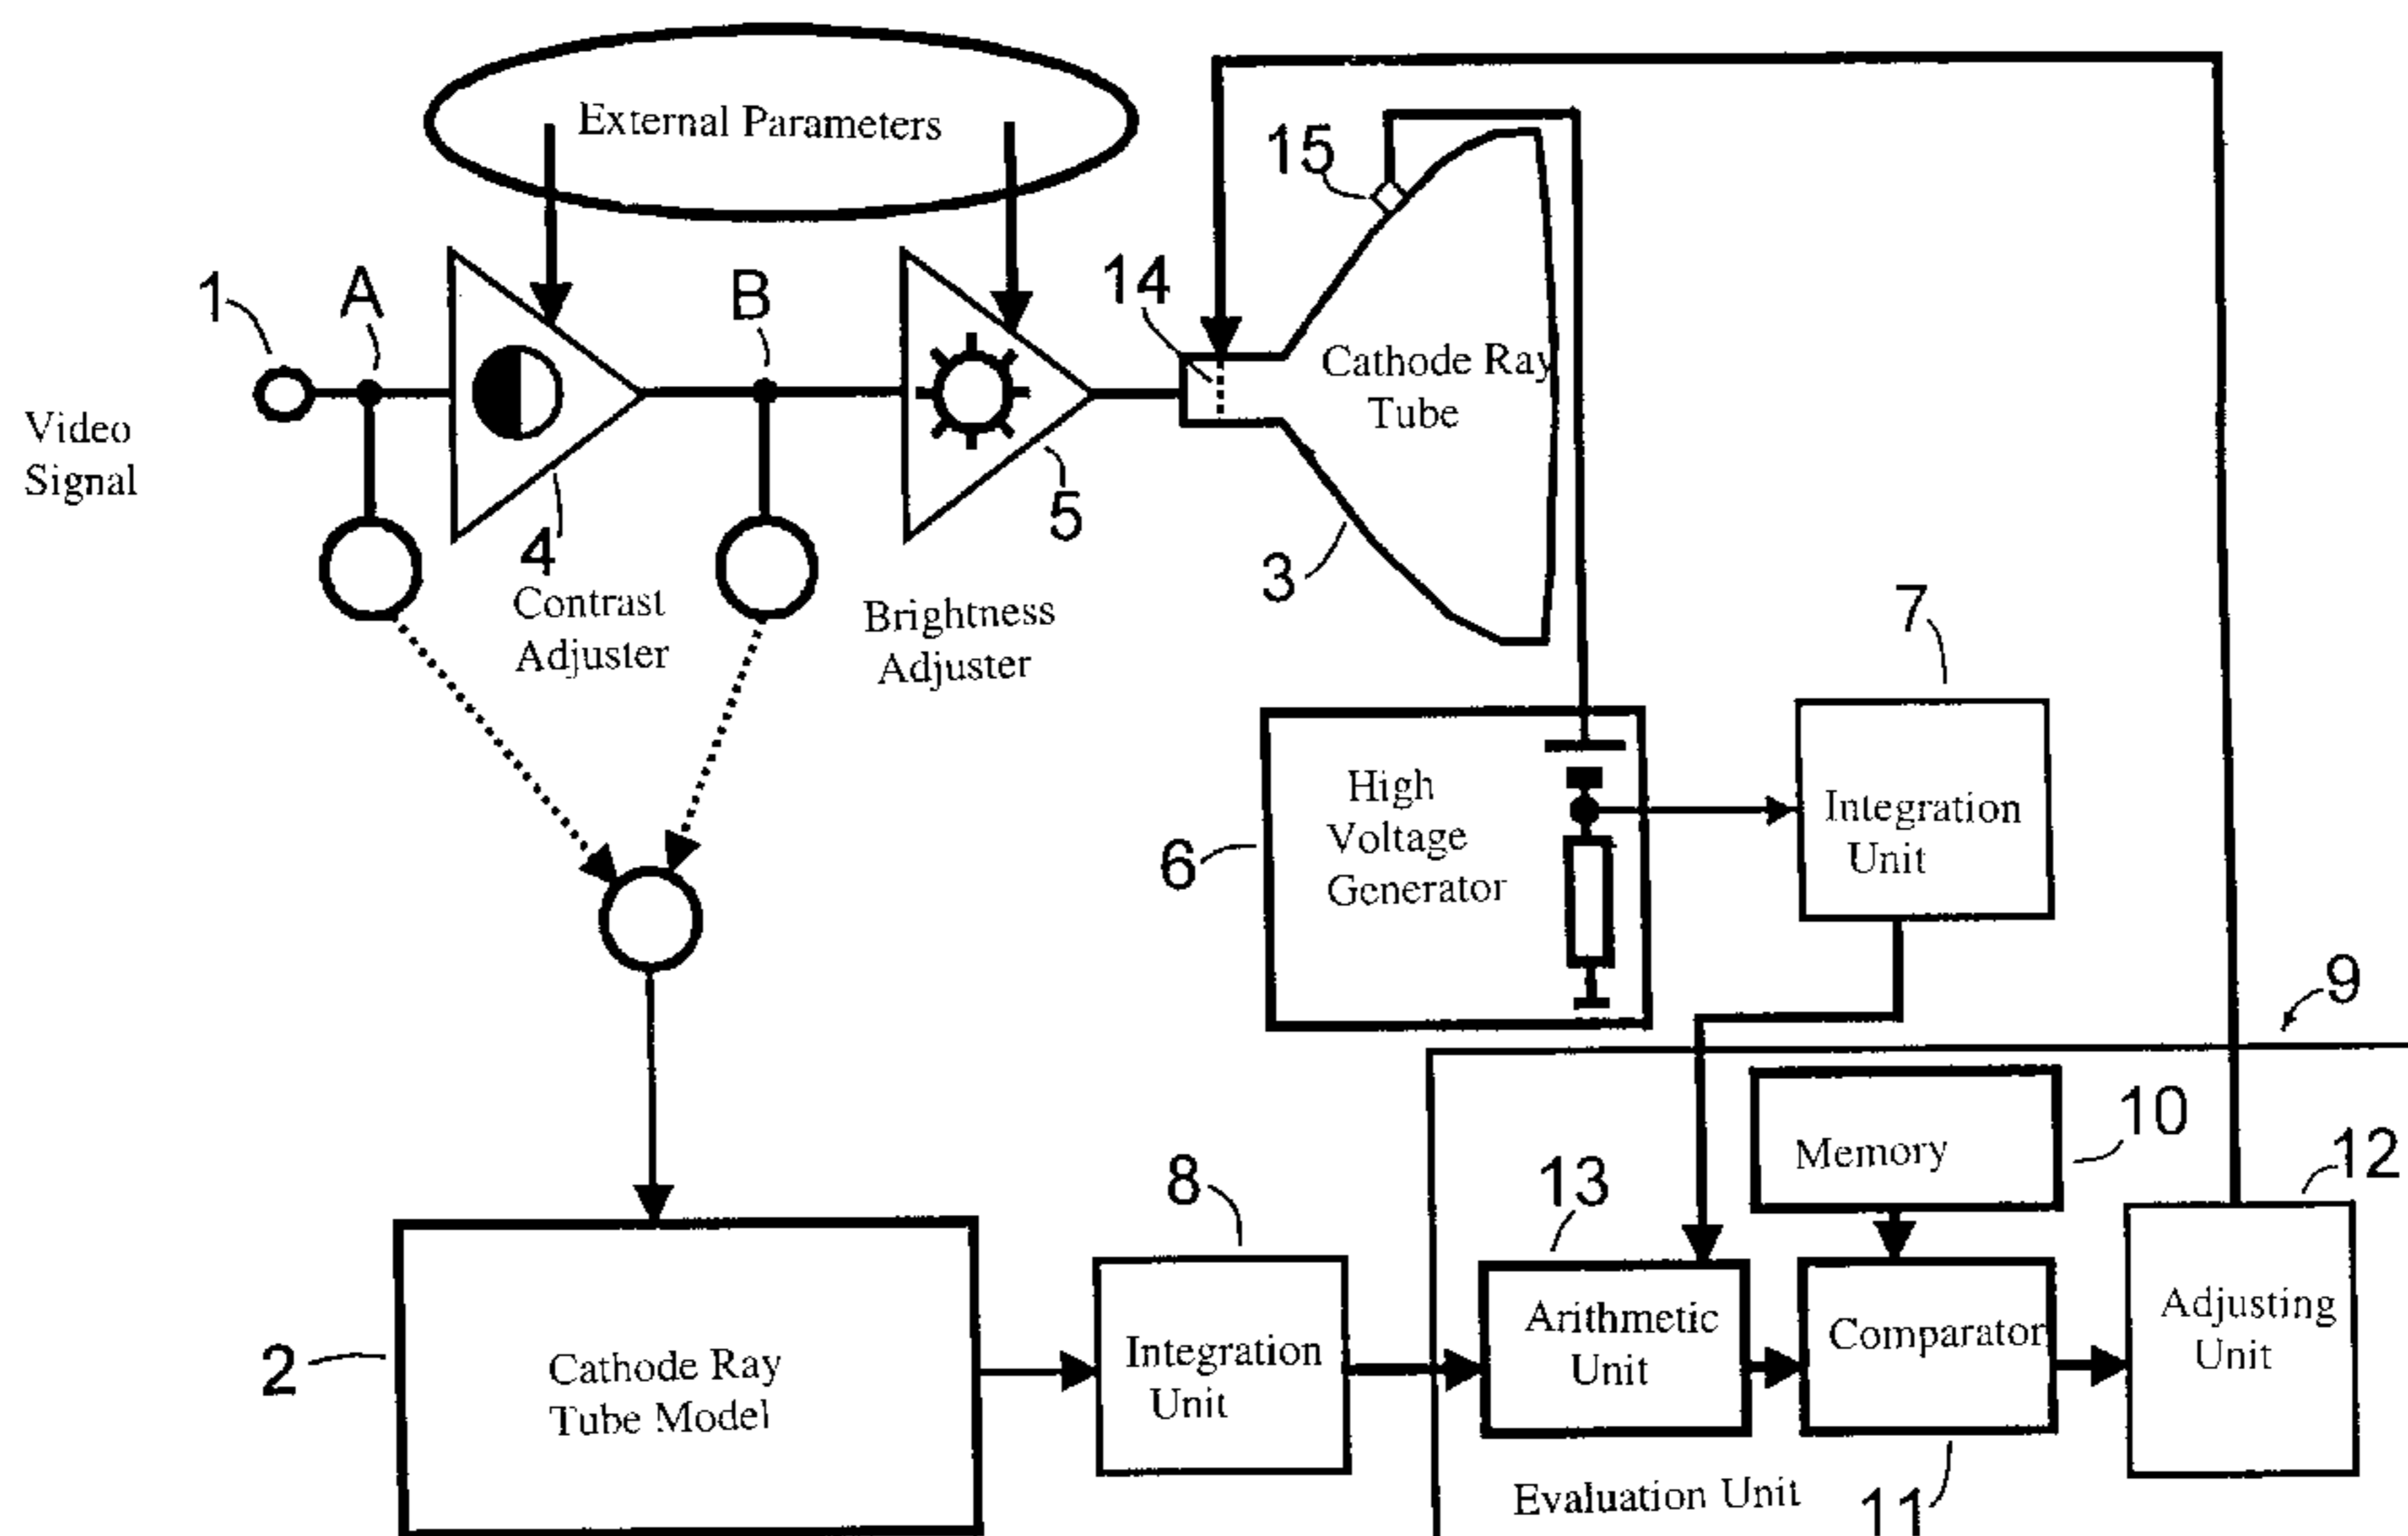 External Parameters
15
1
A
B
14
Cathode Ray
Tube
Video
Signal
4
5
3
Contrast
Adjuster
Brightness
Adjuster
7
High
Voltage
Generator
6
Integration
Unit
9
10
Memory
12
8
13
2
Cathode Ray
Tube Model
Integration
Unit
Arithmetic
Unit
Comparator
Adjusting
Unit
Evaluation Unit
11